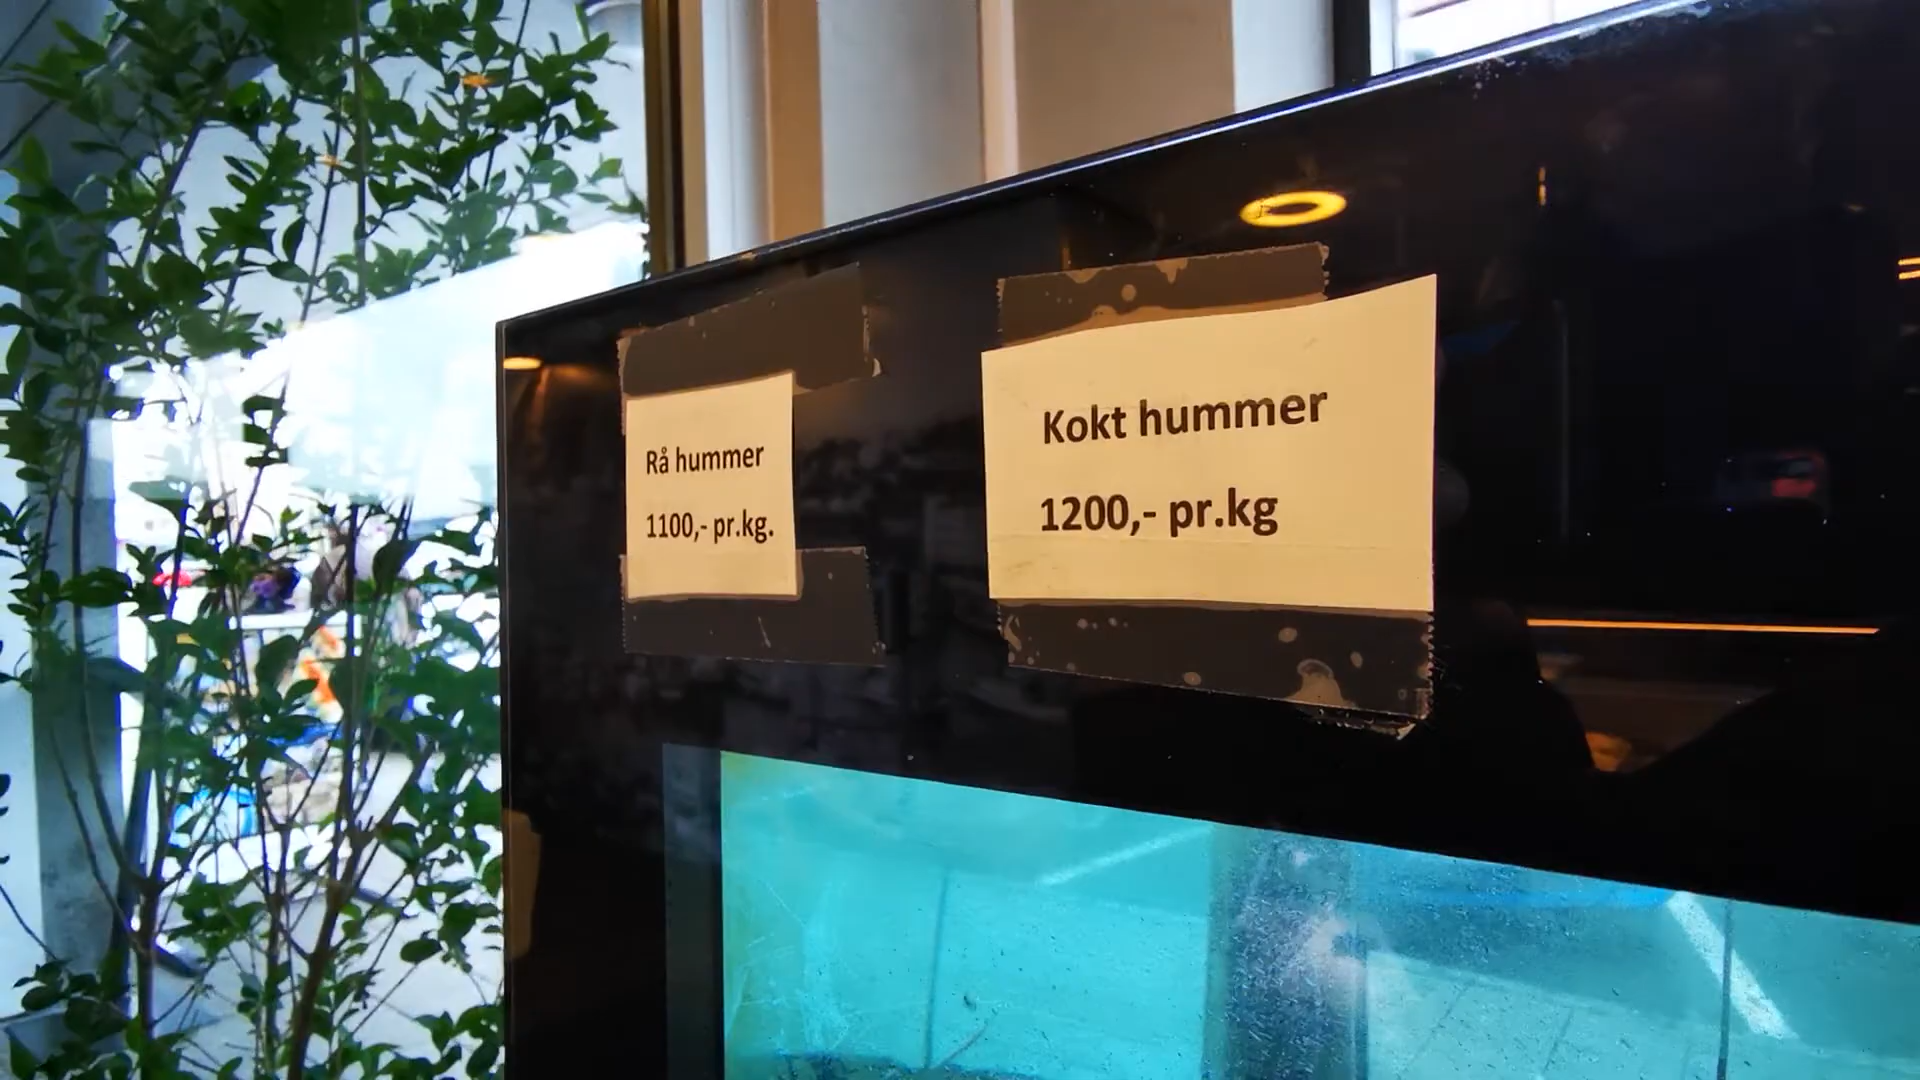 Rå hummer
1100,- pr.kg.
Kokt hummer
1200,- pr.kg